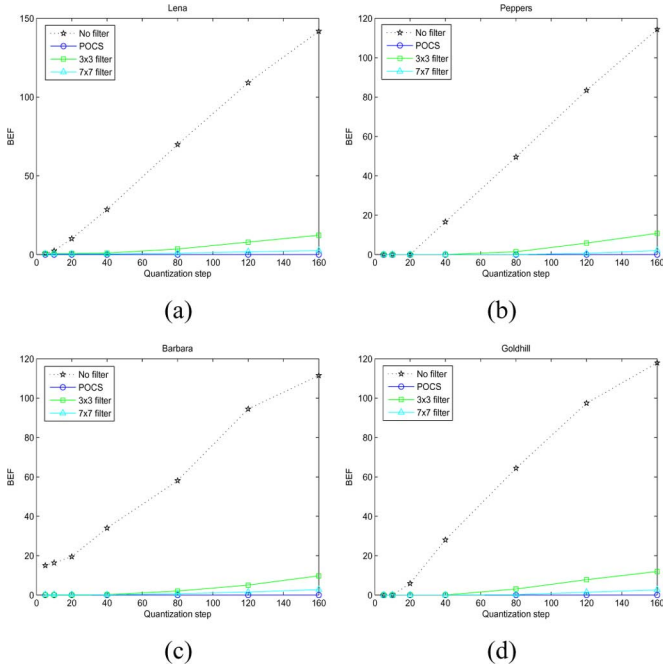 Lena
No filter
POCS
3x3 filter
7x7 filter
BEF
150
100
50
0
0 20 40 60 80 100 120 140 160
Quantization step
(a)
Peppers
No filter
POCS
3x3 filter
7x7 filter
BEF
120
100
80
60
40
20
0
0 20 40 60 80 100 120 140 160
Quantization step
(b)
Barbara
No filter
POCS
3x3 filter
7x7 filter
BEF
120
100
80
60
40
20
0
0 20 40 60 80 100 120 140 160
Quantization step
(c)
Goldhill
No filter
POCS
3x3 filter
7x7 filter
BEF
120
100
80
60
40
20
0
0 20 40 60 80 100 120 140 160
Quantization step
(d)